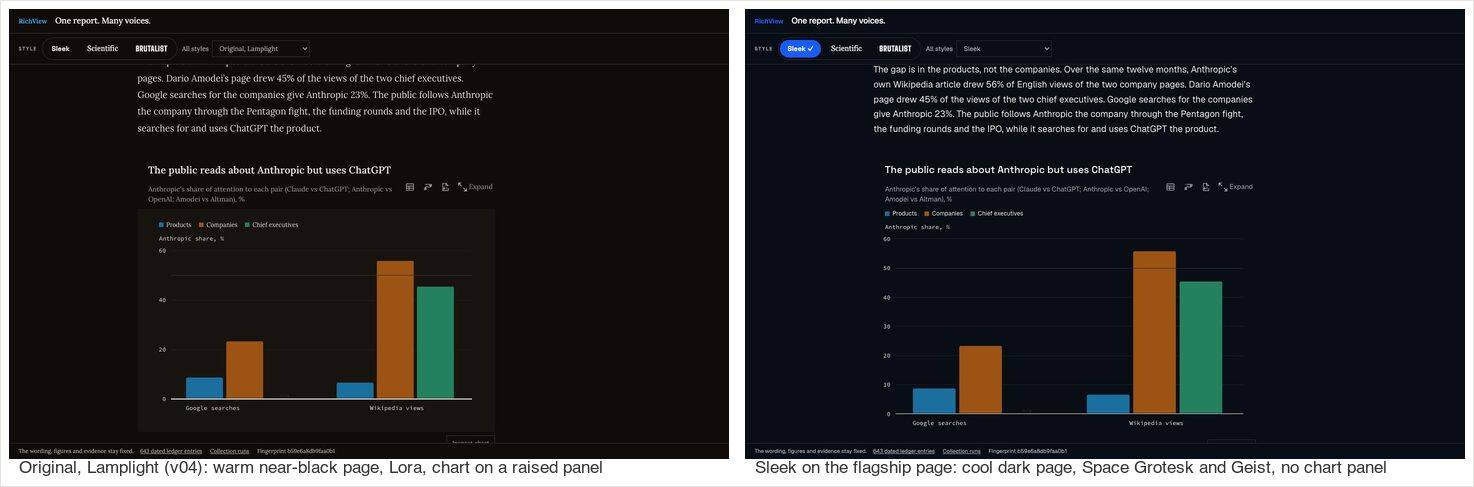 RichView One report. Many voices.
STYLE Sleek Scientific BRUTALIST All styles Original, Lamplight
pages. Dario Amodei's page drew 45% of the views of the two chief executives.
Google searches for the companies give Anthropic 23%. The public follows Anthropic
the company through the Pentagon fight, the funding rounds and the IPO, while it
searches for and uses ChatGPT the product.
The public reads about Anthropic but uses ChatGPT
Anthropic's share of attention to each pair (Claude vs ChatGPT; Anthropic vs
OpenAI; Amodei vs Altman), %
Expand
Products Companies Chief executives
Anthropic share, %
60
40
20
0
Google searches Wikipedia views
Inspect chart
The wording, figures and evidence stay fixed. 643 dated ledger entries Collection runs Fingerprint b59e6a8db9faa0b1
Original, Lamplight (v04): warm near-black page, Lora, chart on a raised panel
RichView One report. Many voices.
STYLE Sleek ✓ Scientific BRUTALIST All styles Sleek
The gap is in the products, not the companies. Over the same twelve months, Anthropic's
own Wikipedia article drew 56% of English views of the two company pages. Dario Amodei's
page drew 45% of the views of the two chief executives. Google searches for the companies
give Anthropic 23%. The public follows Anthropic the company through the Pentagon fight,
the funding rounds and the IPO, while it searches for and uses ChatGPT the product.
The public reads about Anthropic but uses ChatGPT
Anthropic's share of attention to each pair (Claude vs ChatGPT; Anthropic vs OpenAI;
Amodei vs Altman), %
Expand
Products Companies Chief executives
Anthropic share, %
60
50
40
30
20
10
0
Google searches Wikipedia views
The wording, figures and evidence stay fixed. 643 dated ledger entries Collection runs Fingerprint b59e6a8db9faa0b1
Sleek on the flagship page: cool dark page, Space Grotesk and Geist, no chart panel